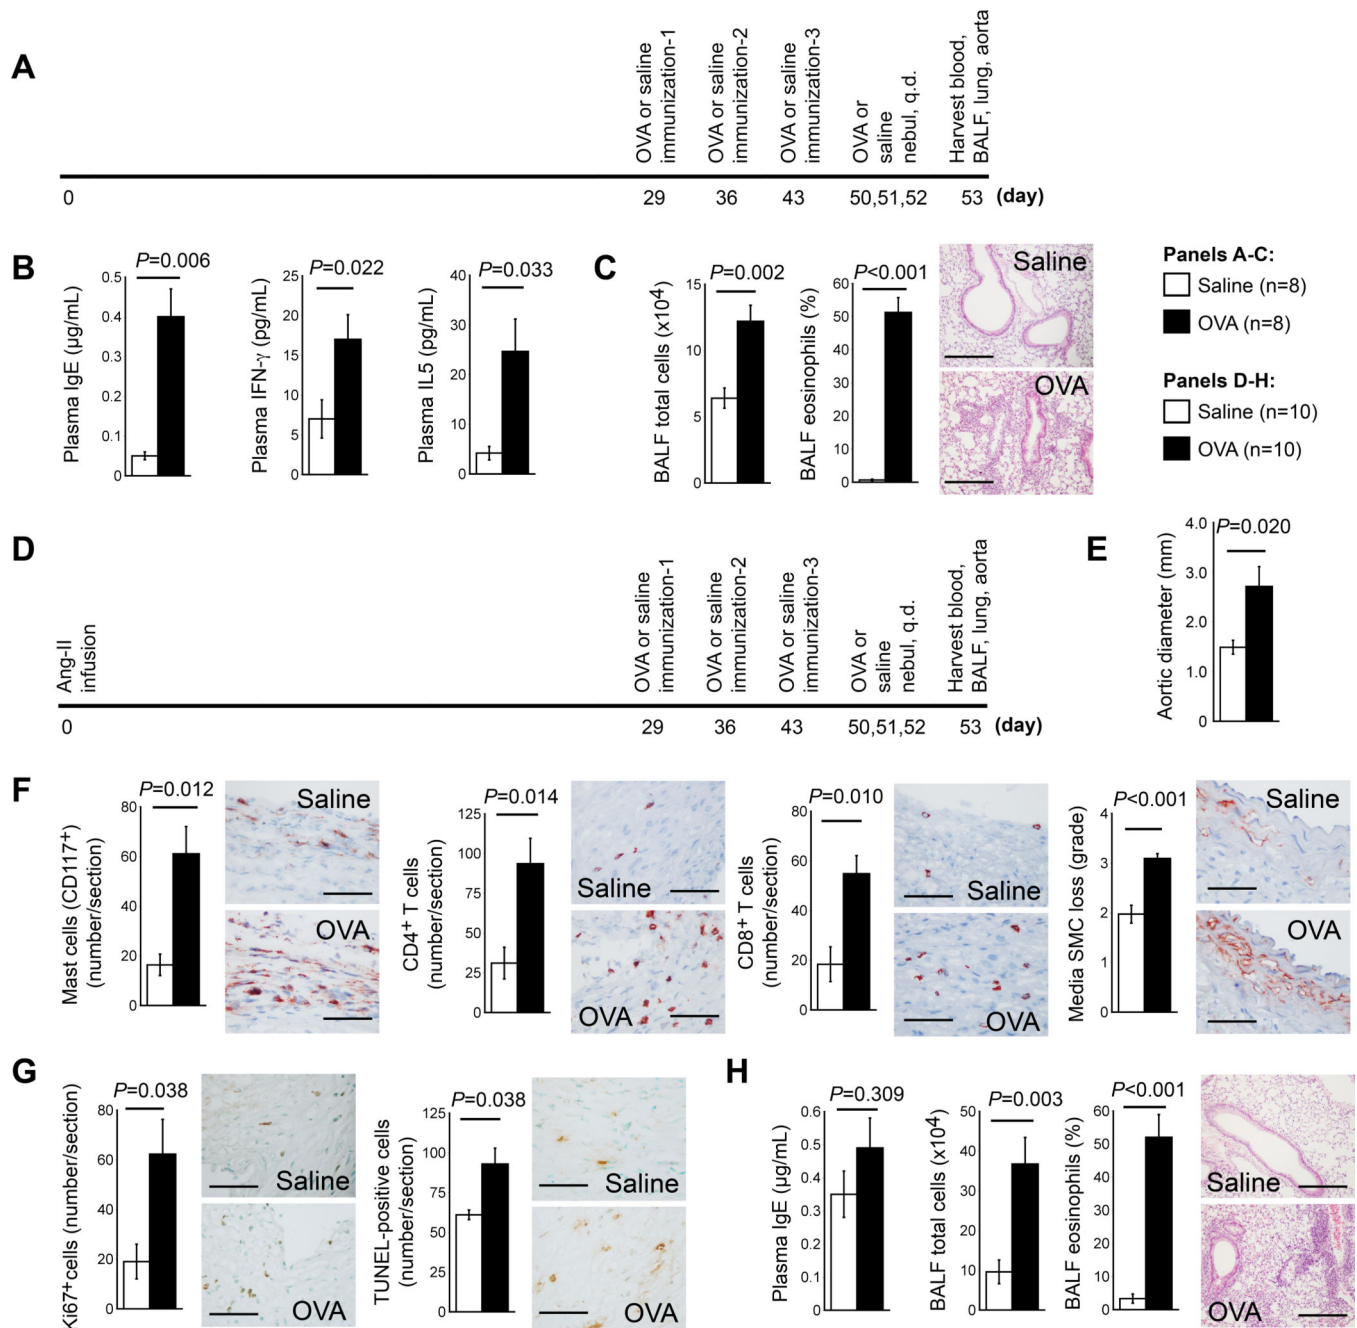 A
OVA or saline
immunization-1
OVA or saline
immunization-2
OVA or saline
immunization-3
OVA or
saline
nebul, q.d.
Harvest blood,
BALF, lung, aorta
0
29
36
43
50,51,52
53
(day)
B
P=0.006
Plasma IgE (μg/mL)
0.5
0.4
0.3
0.2
0.1
0
P=0.022
Plasma IFN-γ (pg/mL)
25
20
15
10
5
0
P=0.033
Plasma IL5 (pg/mL)
40
30
20
10
0
C
P=0.002
BALF total cells (x10⁴)
15
10
5
0
P<0.001
BALF eosinophils (%)
60
50
40
30
20
10
0
Saline
OVA
Panels A-C:
Saline (n=8)
OVA (n=8)
Panels D-H:
Saline (n=10)
OVA (n=10)
D
Ang-II
infusion
OVA or saline
immunization-1
OVA or saline
immunization-2
OVA or saline
immunization-3
OVA or
saline
nebul, q.d.
Harvest blood,
BALF, lung, aorta
0
29
36
43
50,51,52
53
(day)
E
P=0.020
Aortic diameter (mm)
4.0
3.0
2.0
1.0
0
F
P=0.012
Mast cells (CD117⁺)
(number/section)
80
60
40
20
0
Saline
OVA
P=0.014
CD4⁺ T cells
(number/section)
125
100
75
50
25
0
Saline
OVA
P=0.010
CD8⁺ T cells
(number/section)
80
60
40
20
0
Saline
OVA
P<0.001
Media SMC loss (grade)
4
3
2
1
0
Saline
OVA
G
P=0.038
Ki67⁺cells (number/section)
80
60
40
20
0
Saline
OVA
P=0.038
TUNEL-positive cells
(number/section)
125
100
75
50
25
0
Saline
OVA
H
P=0.309
Plasma IgE (μg/mL)
0.6
0.5
0.4
0.3
0.2
0.1
0
P=0.003
BALF total cells (x10⁴)
50
40
30
20
10
0
P<0.001
BALF eosinophils (%)
60
50
40
30
20
10
0
Saline
OVA